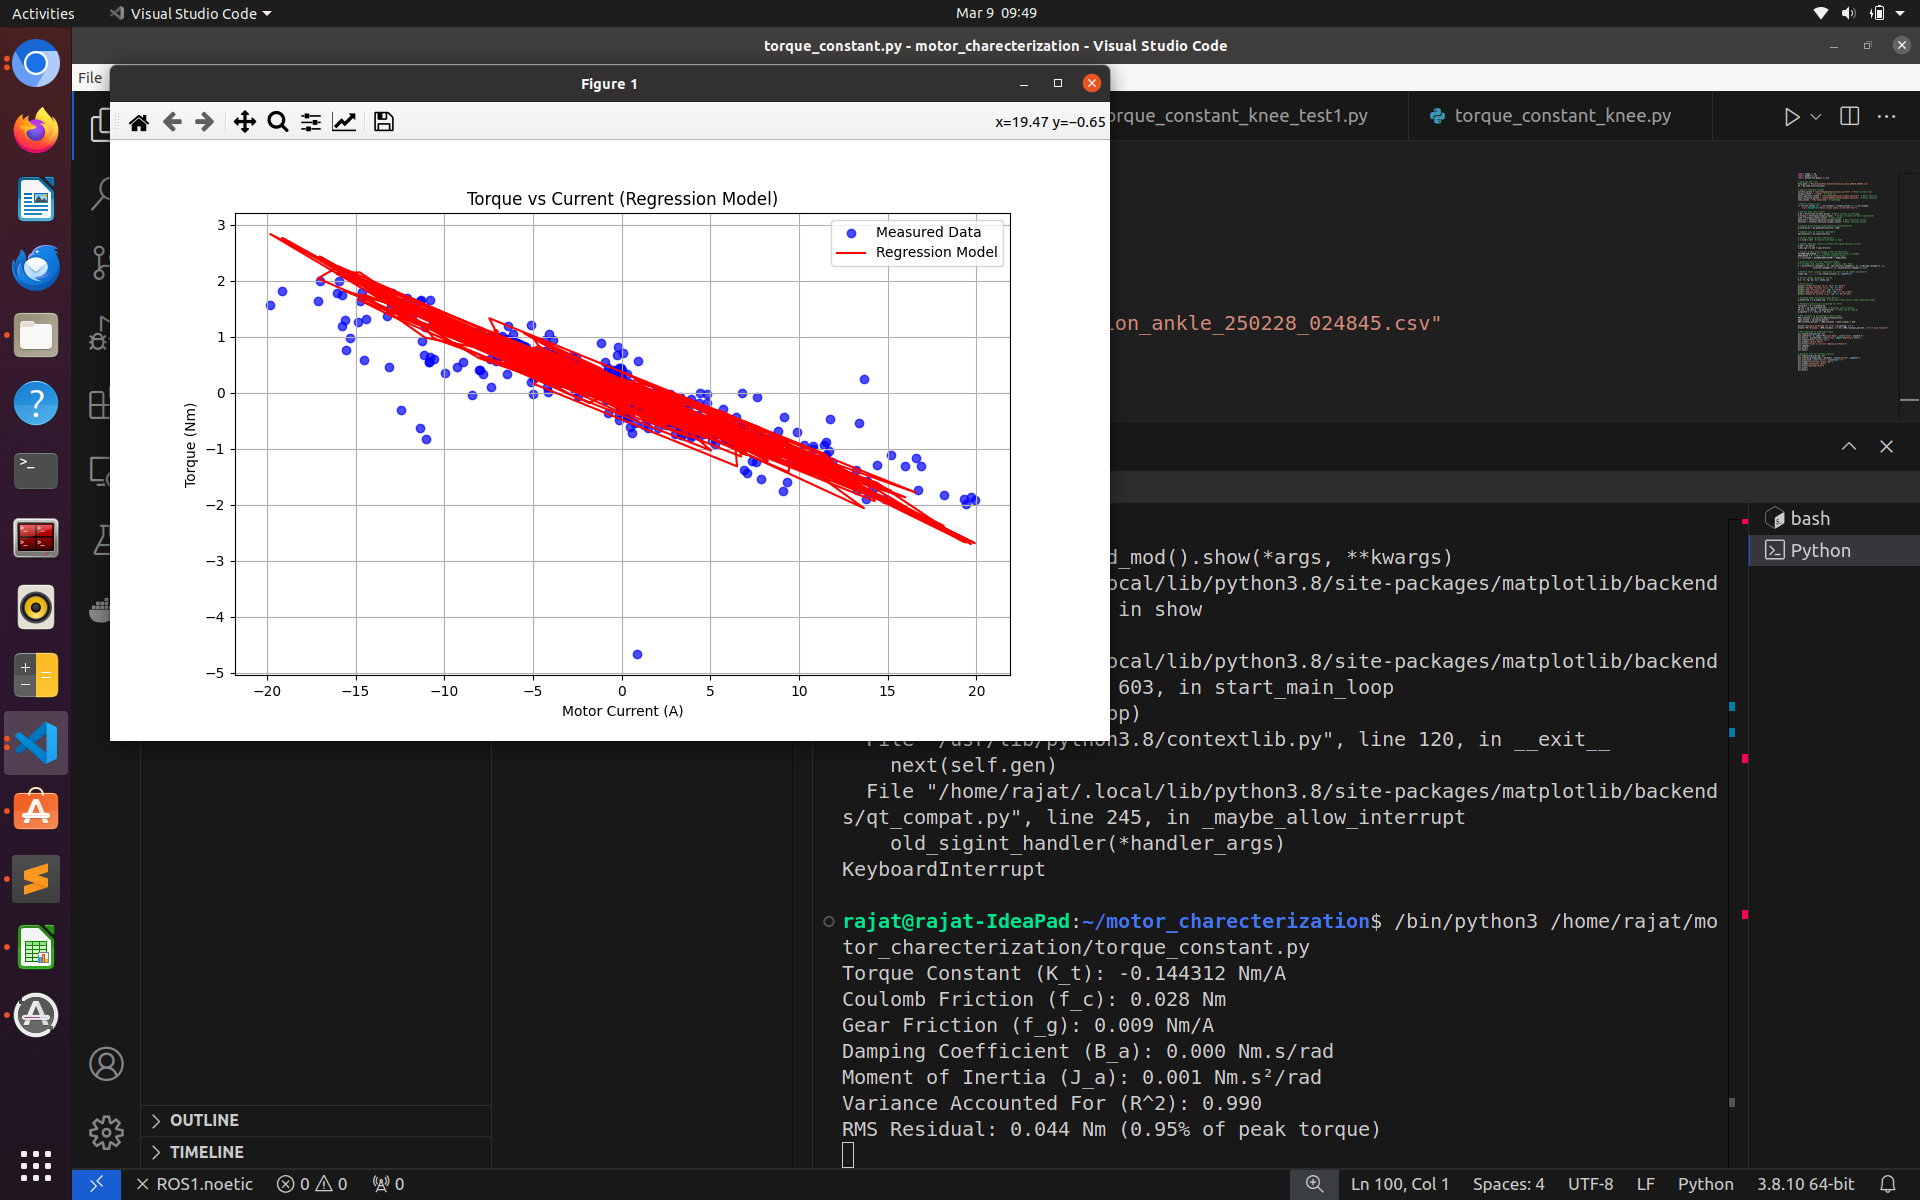 Activities
Visual Studio Code
Mar 9 09:49
torque_constant.py - motor_charecterization - Visual Studio Code
File
Figure 1
x=19.47 y=−0.65
orque_constant_knee_test1.py
torque_constant_knee.py
Torque vs Current (Regression Model)
Measured Data
Regression Model
3
2
1
0
−1
−2
−3
−4
−5
Torque (Nm)
−20
−15
−10
−5
0
5
10
15
20
Motor Current (A)
ion_ankle_250228_024845.csv"
bash
Python
d_mod().show(*args, **kwargs)
ocal/lib/python3.8/site-packages/matplotlib/backend
in show
ocal/lib/python3.8/site-packages/matplotlib/backend
603, in start_main_loop
op)
File "/usr/lib/python3.8/contextlib.py", line 120, in __exit__
next(self.gen)
File "/home/rajat/.local/lib/python3.8/site-packages/matplotlib/backend
s/qt_compat.py", line 245, in _maybe_allow_interrupt
old_sigint_handler(*handler_args)
KeyboardInterrupt
rajat@rajat-IdeaPad:~/motor_charecterization$ /bin/python3 /home/rajat/mo
tor_charecterization/torque_constant.py
Torque Constant (K_t): -0.144312 Nm/A
Coulomb Friction (f_c): 0.028 Nm
Gear Friction (f_g): 0.009 Nm/A
Damping Coefficient (B_a): 0.000 Nm.s/rad
Moment of Inertia (J_a): 0.001 Nm.s²/rad
Variance Accounted For (R^2): 0.990
RMS Residual: 0.044 Nm (0.95% of peak torque)
OUTLINE
TIMELINE
ROS1.noetic
0
0
0
Ln 100, Col 1
Spaces: 4
UTF-8
LF
Python
3.8.10 64-bit